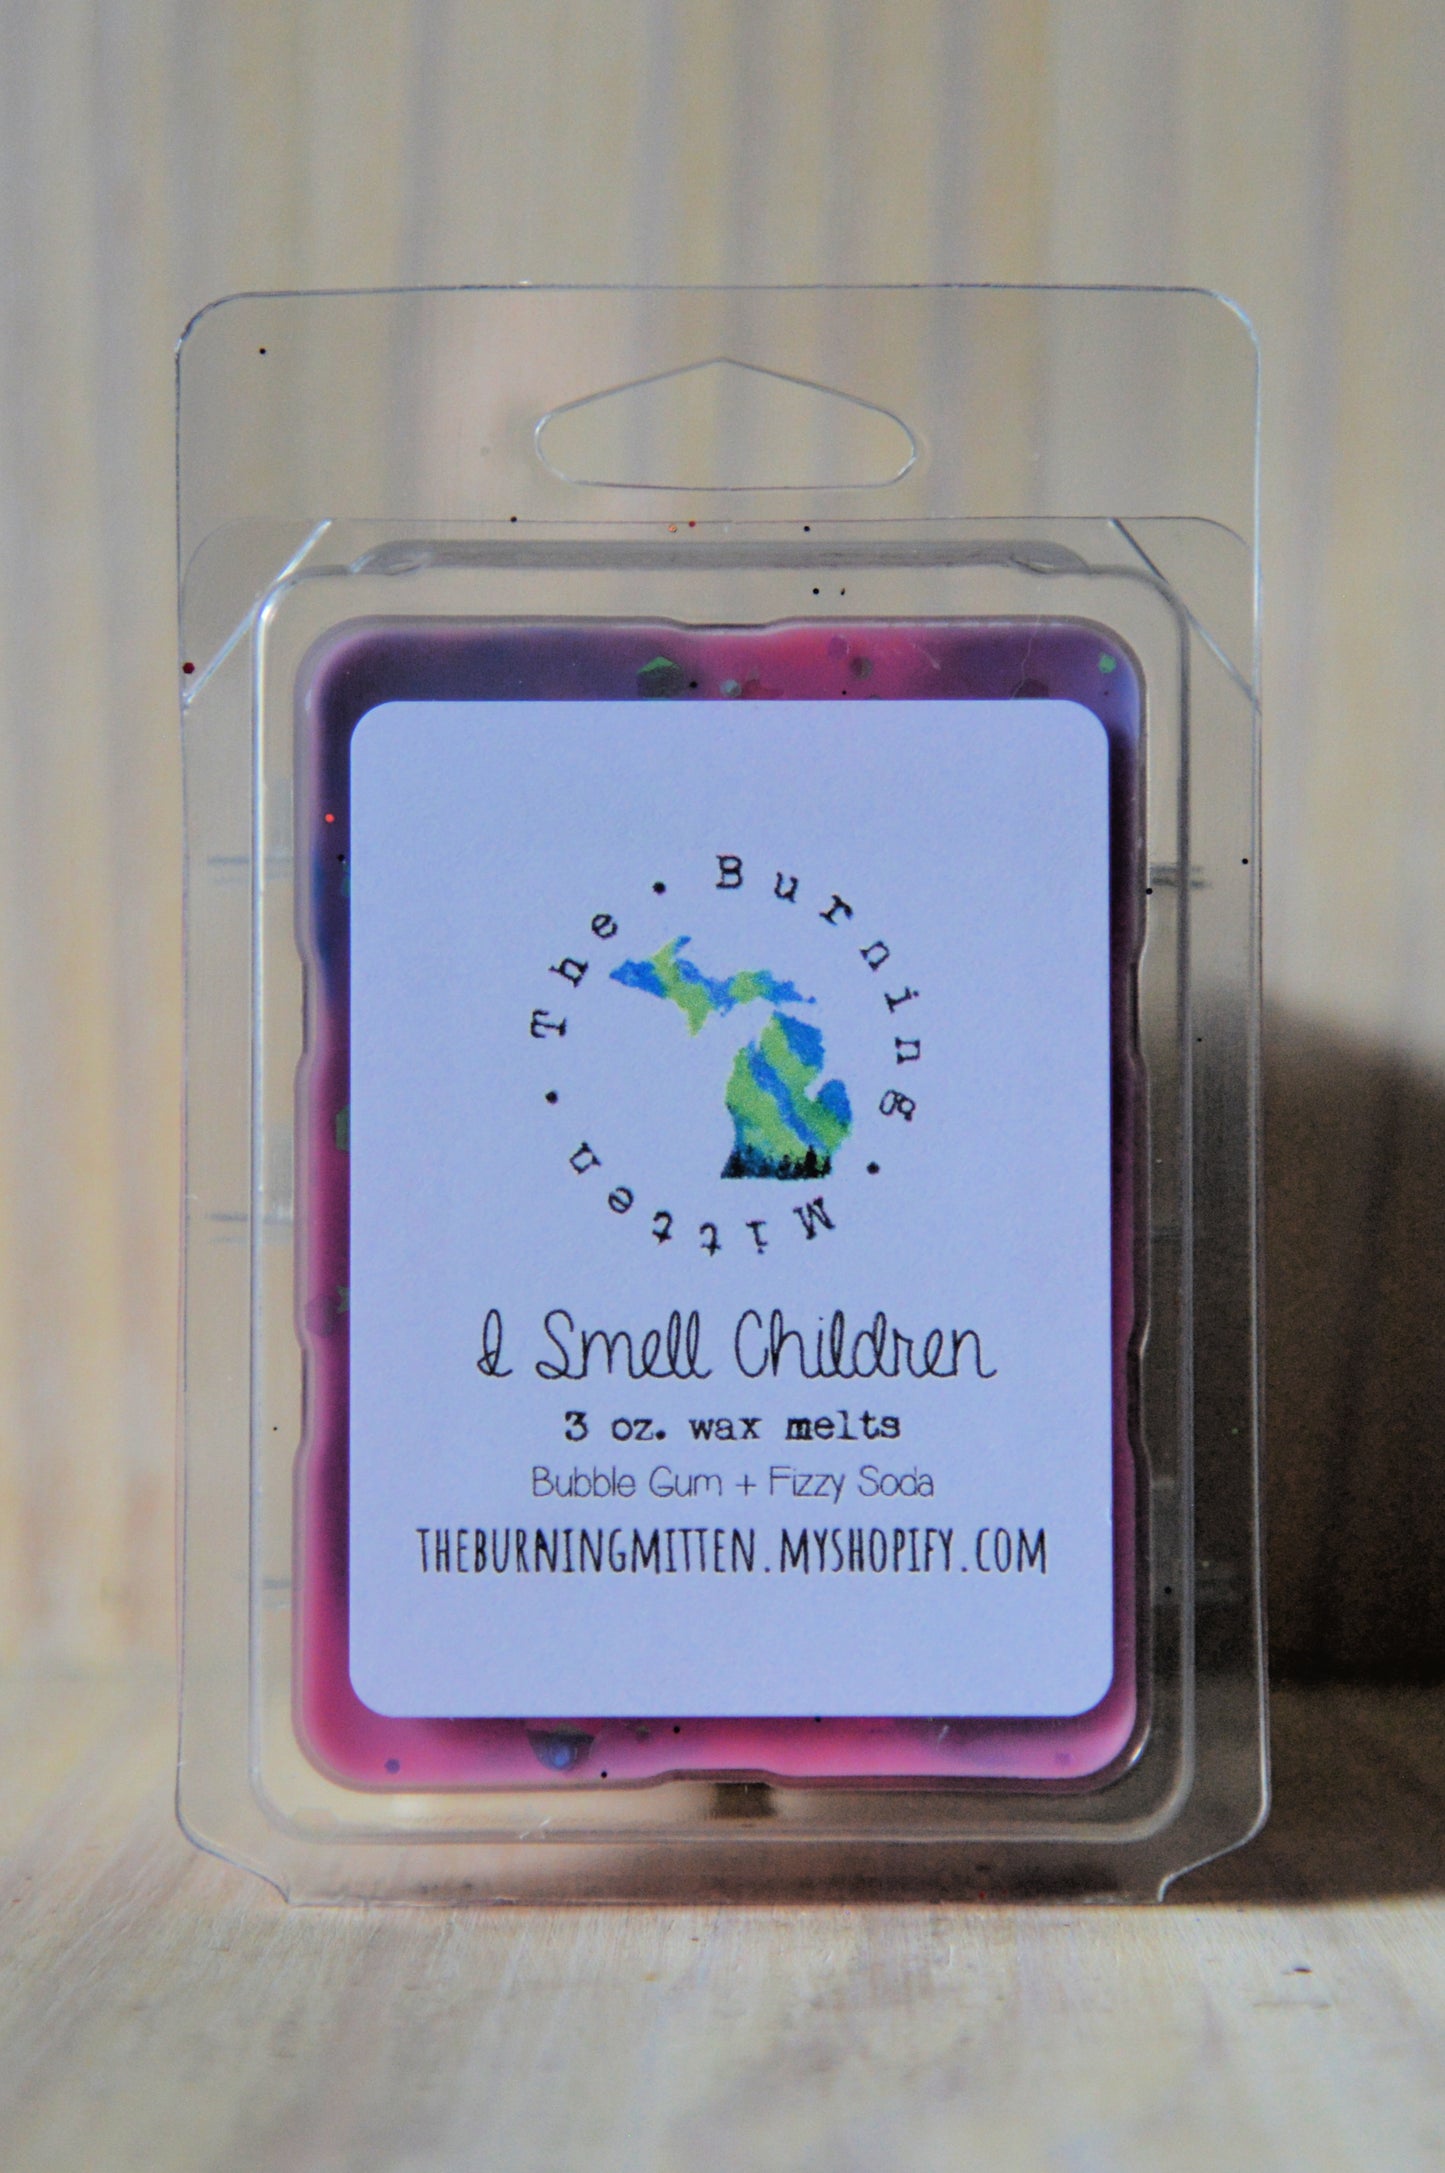 The • Burning • Mitten •
I Smell Children
3 oz. wax melts
Bubble Gum + Fizzy Soda
THEBURNINGMITTEN.MYSHOPIFY.COM